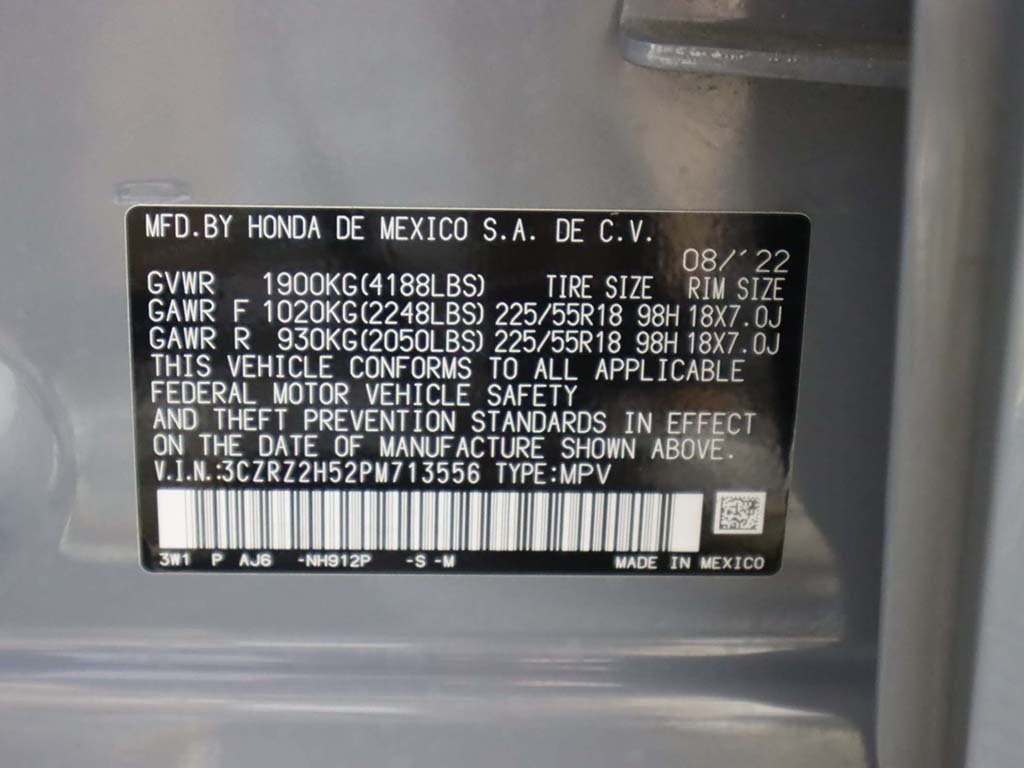 MFD.BY HONDA DE MEXICO S.A. DE C.V.
08/'22
GVWR 1900KG(4188LBS) TIRE SIZE RIM SIZE
GAWR F 1020KG(2248LBS) 225/55R18 98H 18X7.0J
GAWR R 930KG(2050LBS) 225/55R18 98H 18X7.0J
THIS VEHICLE CONFORMS TO ALL APPLICABLE
FEDERAL MOTOR VEHICLE SAFETY
AND THEFT PREVENTION STANDARDS IN EFFECT
ON THE DATE OF MANUFACTURE SHOWN ABOVE.
V.I.N.:3CZRZ2H52PM713556 TYPE:MPV
3W1 P AJ6 -NH912P -S -M MADE IN MEXICO